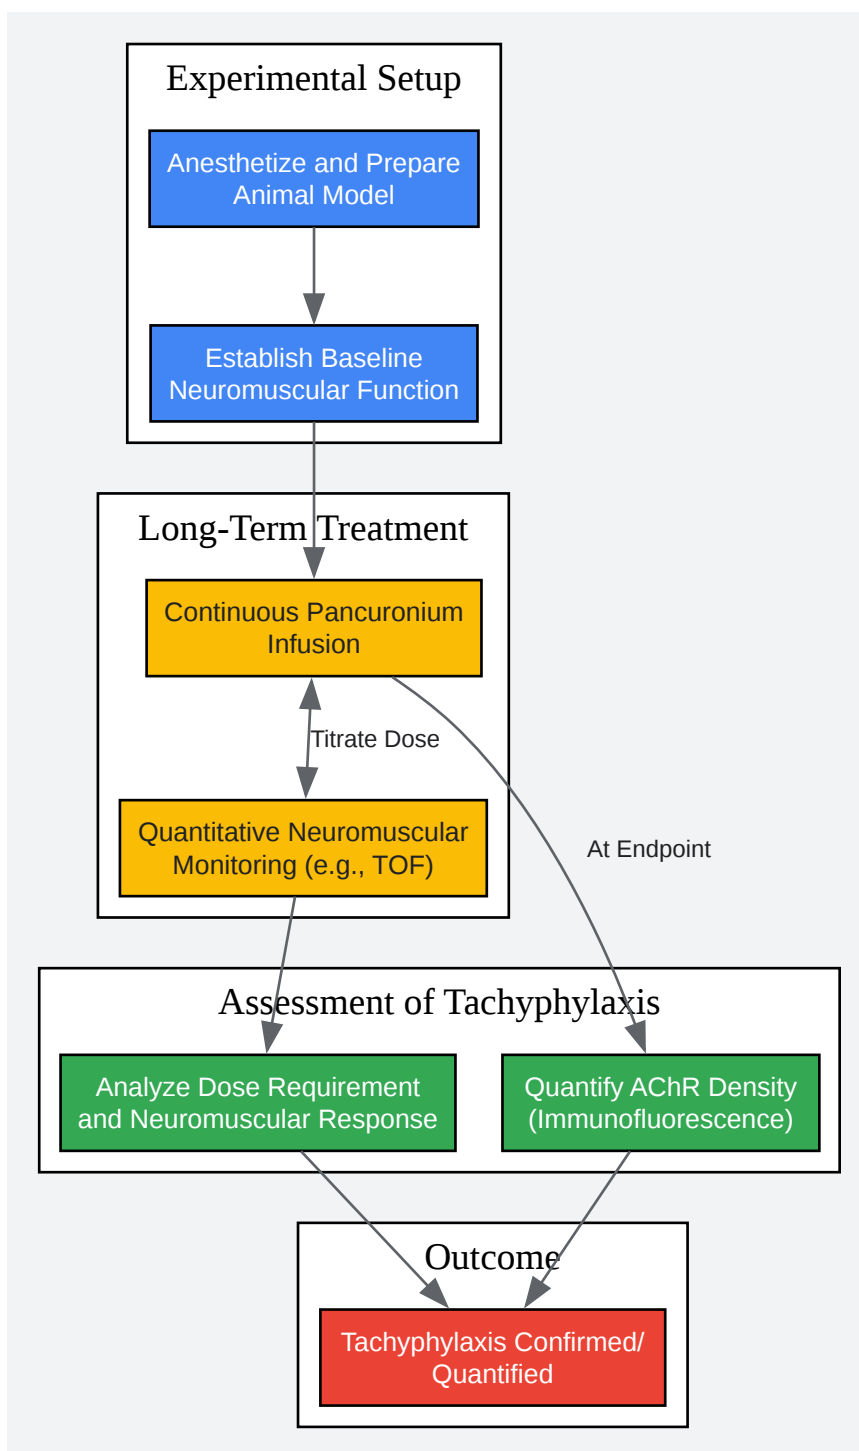 Experimental Setup
Anesthetize and Prepare
Animal Model
Establish Baseline
Neuromuscular Function
Long-Term Treatment
Continuous Pancuronium
Infusion
Titrate Dose
Quantitative Neuromuscular
Monitoring (e.g., TOF)
At Endpoint
Assessment of Tachyphylaxis
Analyze Dose Requirement
and Neuromuscular Response
Quantify AChR Density
(Immunofluorescence)
Outcome
Tachyphylaxis Confirmed/
Quantified